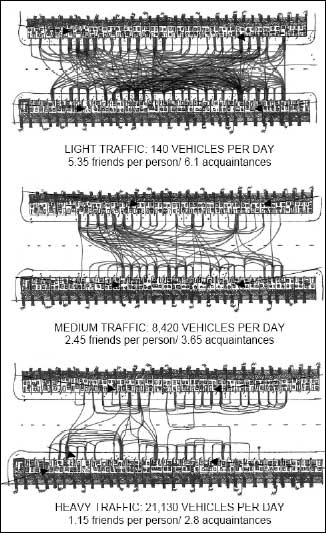 LIGHT TRAFFIC: 140 VEHICLES PER DAY
5.35 friends per person/ 6.1 acquaintances
MEDIUM TRAFFIC: 8,420 VEHICLES PER DAY
2.45 friends per person/ 3.65 acquaintances
HEAVY TRAFFIC: 21,130 VEHICLES PER DAY
1.15 friends per person/ 2.8 acquaintances